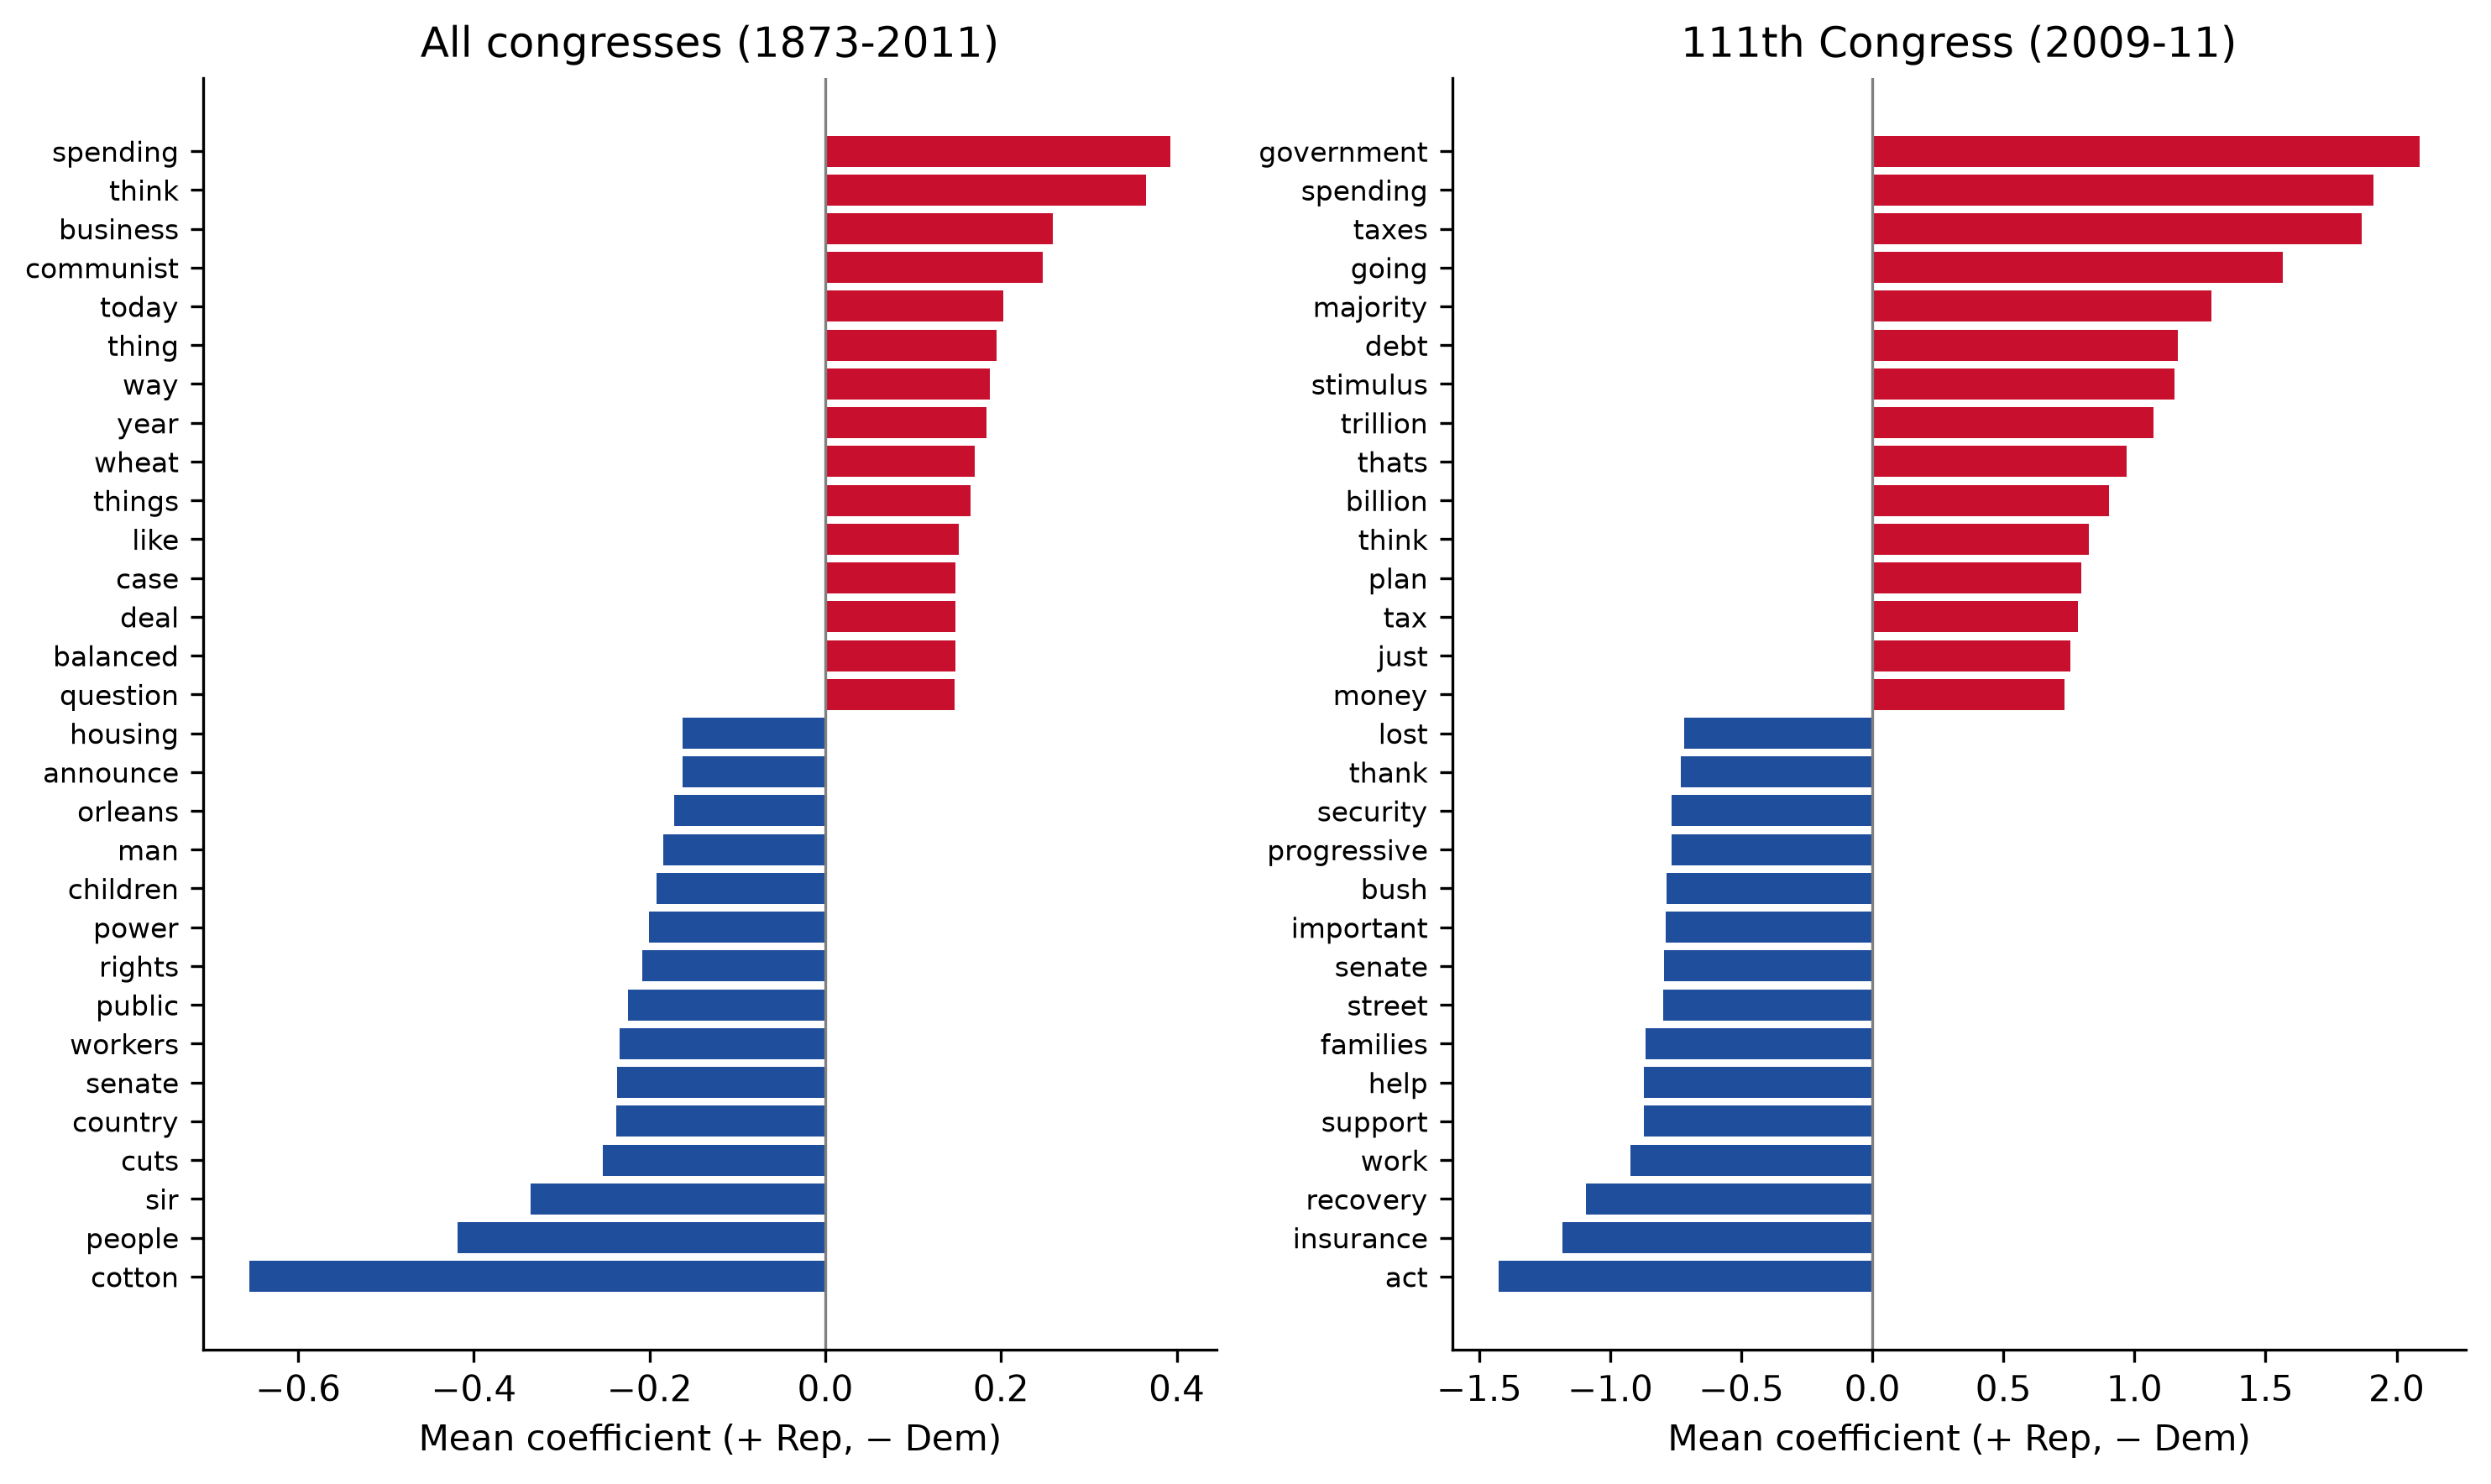 All congresses (1873-2011)
spending
think
business
communist
today
thing
way
year
wheat
things
like
case
deal
balanced
question
housing
announce
orleans
man
children
power
rights
public
workers
senate
country
cuts
sir
people
cotton
−0.6 −0.4 −0.2 0.0 0.2 0.4
Mean coefficient (+ Rep, − Dem)
111th Congress (2009-11)
government
spending
taxes
going
majority
debt
stimulus
trillion
thats
billion
think
plan
tax
just
money
lost
thank
security
progressive
bush
important
senate
street
families
help
support
work
recovery
insurance
act
−1.5 −1.0 −0.5 0.0 0.5 1.0 1.5 2.0
Mean coefficient (+ Rep, − Dem)